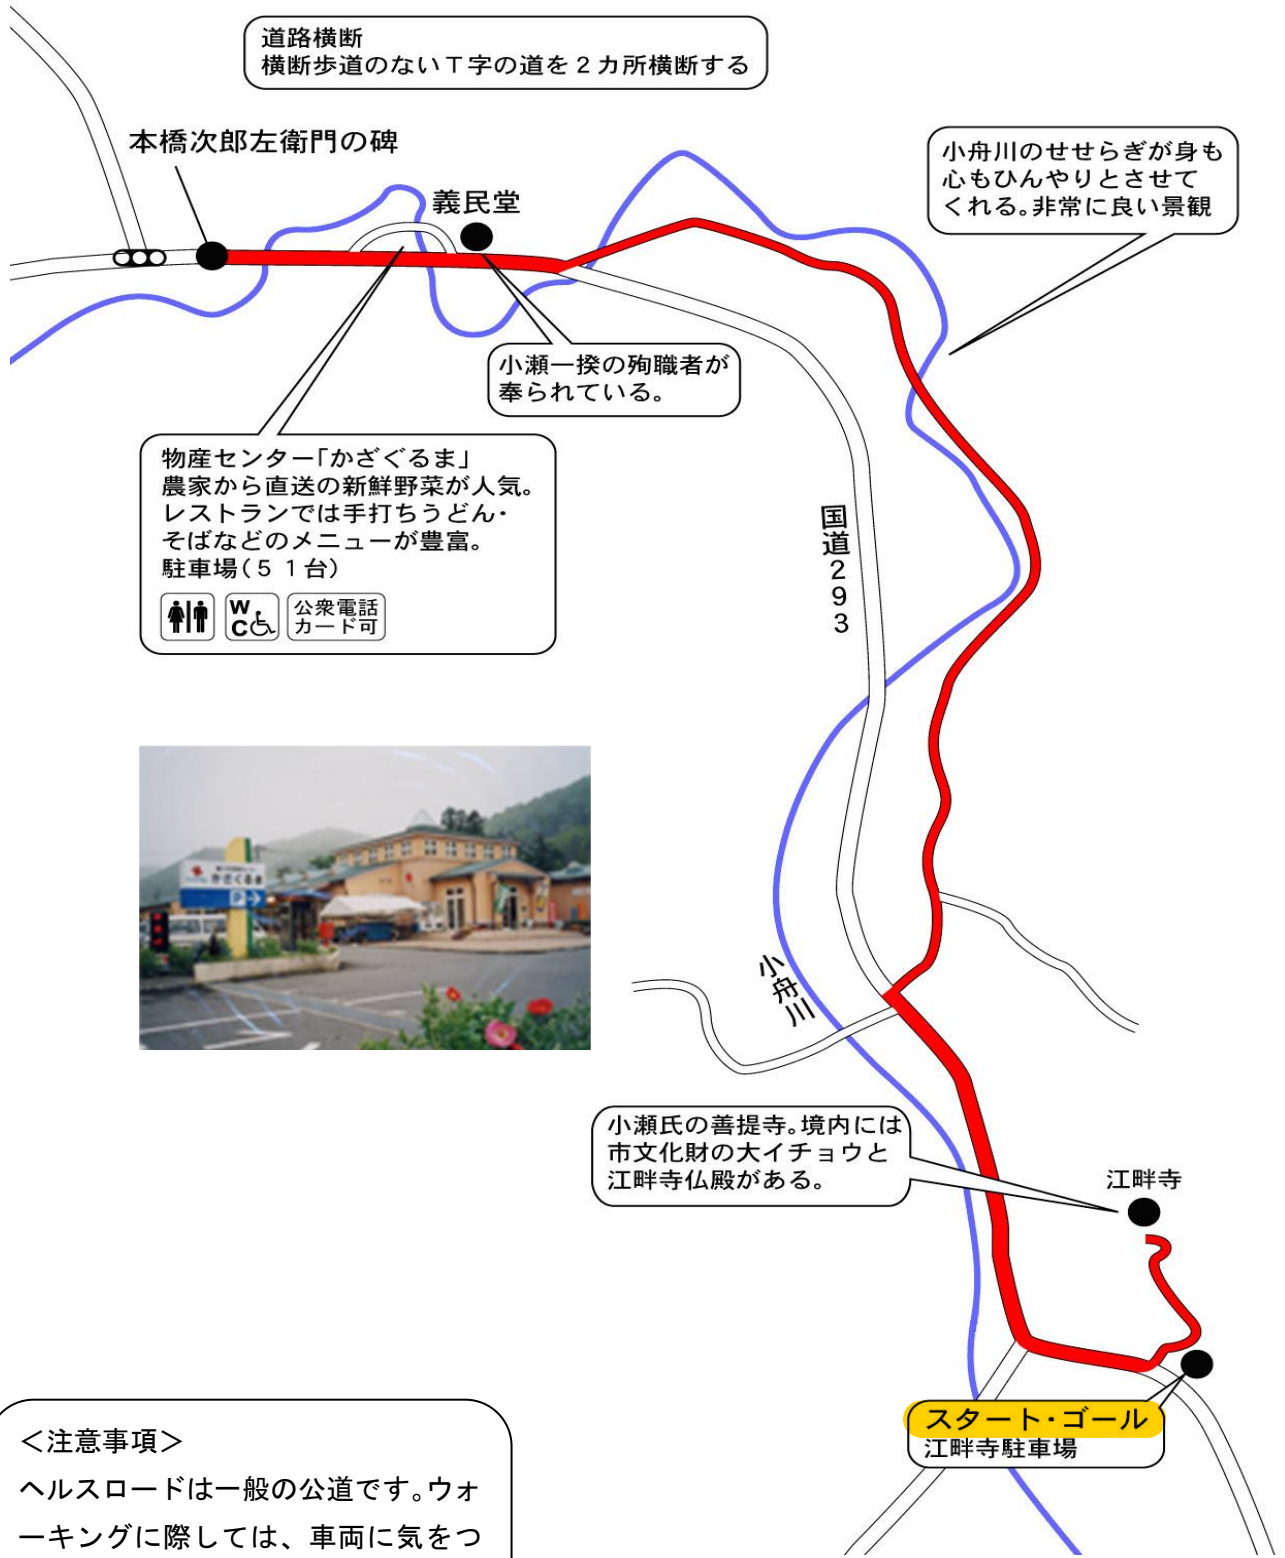 道路横断
横断歩道のないT字の道を２カ所横断する
本橋次郎左衛門の碑
義民堂
小舟川のせせらぎが身も
心もひんやりとさせて
くれる。非常に良い景観
小瀬一揆の殉職者が
奉られている。
物産センター「かざぐるま」
農家から直送の新鮮野菜が人気。
レストランでは手打ちうどん・
そばなどのメニューが豊富。
駐車場(５１台)
WC
公衆電話
カード可
国道２９３
かざぐるま
P
小舟川
小瀬氏の善提寺。境内には
市文化財の大イチョウと
江畔寺仏殿がある。
江畔寺
スタート・ゴール
江畔寺駐車場
＜注意事項＞
ヘルスロードは一般の公道です。ウォ
ーキングに際しては、車両に気をつ